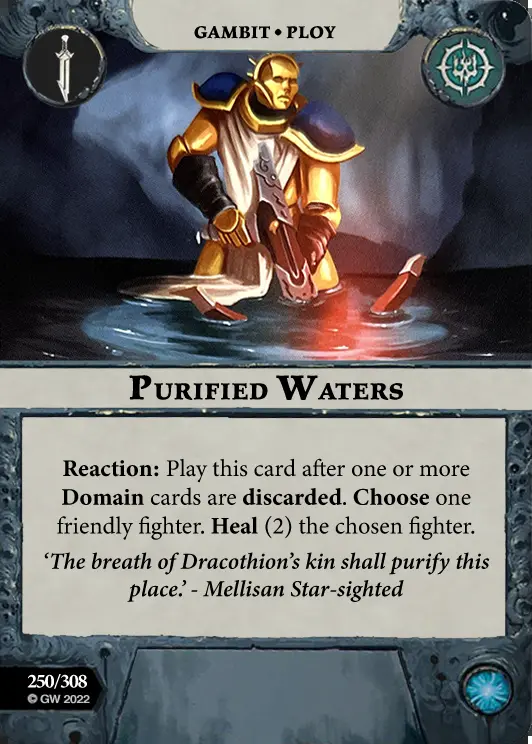 GAMBIT • PLOY
PURIFIED WATERS
Reaction: Play this card after one or more
Domain cards are discarded. Choose one
friendly fighter. Heal (2) the chosen fighter.
‘The breath of Dracothion’s kin shall purify this
place.’ - Mellisan Star-sighted
250/308
© GW 2022